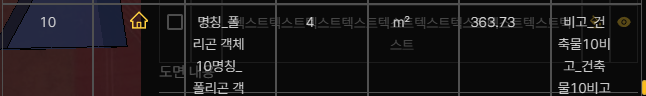 10 명칭_폴 4 m² 363.73 비고_건
리곤 객체 축물10비
10명칭_ 고_건축
폴리곤 객 물10비고
텍스트텍스트텍스트텍스트텍스트텍스트
스트
도면 내